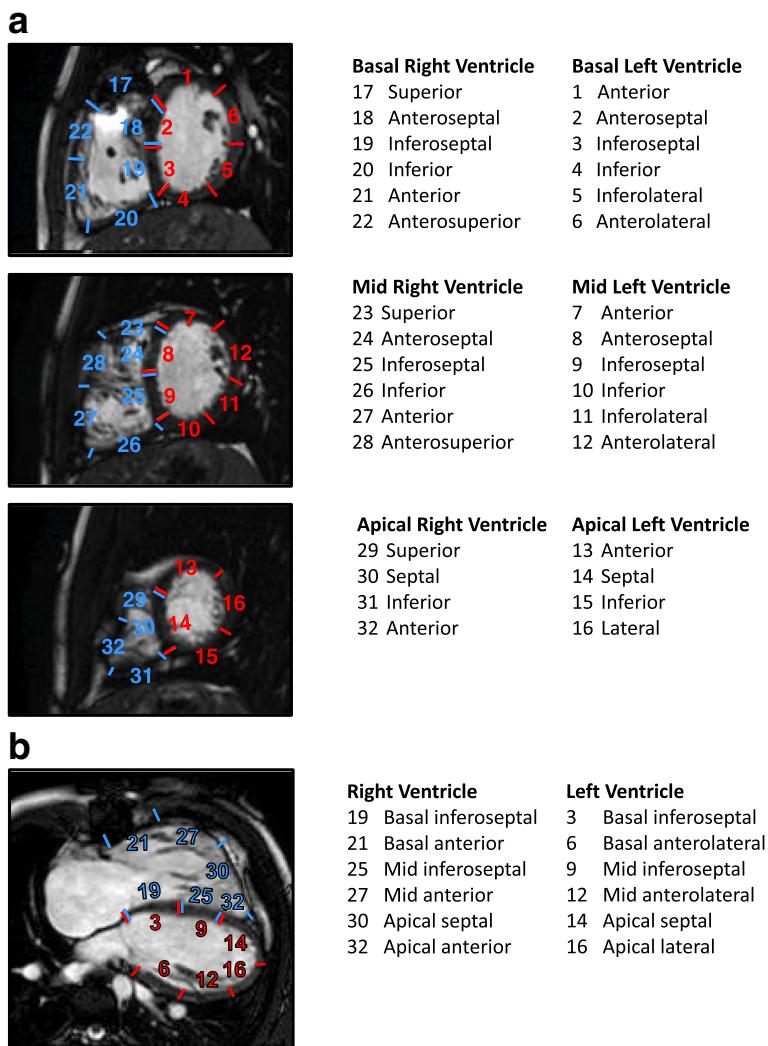 a
17
1
22
18
2
6
19
3
5
21
20
4
Basal Right Ventricle
17 Superior
18 Anteroseptal
19 Inferoseptal
20 Inferior
21 Anterior
22 Anterosuperior
Basal Left Ventricle
1 Anterior
2 Anteroseptal
3 Inferoseptal
4 Inferior
5 Inferolateral
6 Anterolateral
23
7
28
24
8
12
25
9
11
27
26
10
Mid Right Ventricle
23 Superior
24 Anteroseptal
25 Inferoseptal
26 Inferior
27 Anterior
28 Anterosuperior
Mid Left Ventricle
7 Anterior
8 Anteroseptal
9 Inferoseptal
10 Inferior
11 Inferolateral
12 Anterolateral
13
29
16
30
14
32
15
31
Apical Right Ventricle
29 Superior
30 Septal
31 Inferior
32 Anterior
Apical Left Ventricle
13 Anterior
14 Septal
15 Inferior
16 Lateral
b
21
27
30
19
25
32
3
9
14
6
12
16
Right Ventricle
19 Basal inferoseptal
21 Basal anterior
25 Mid inferoseptal
27 Mid anterior
30 Apical septal
32 Apical anterior
Left Ventricle
3 Basal inferoseptal
6 Basal anterolateral
9 Mid inferoseptal
12 Mid anterolateral
14 Apical septal
16 Apical lateral